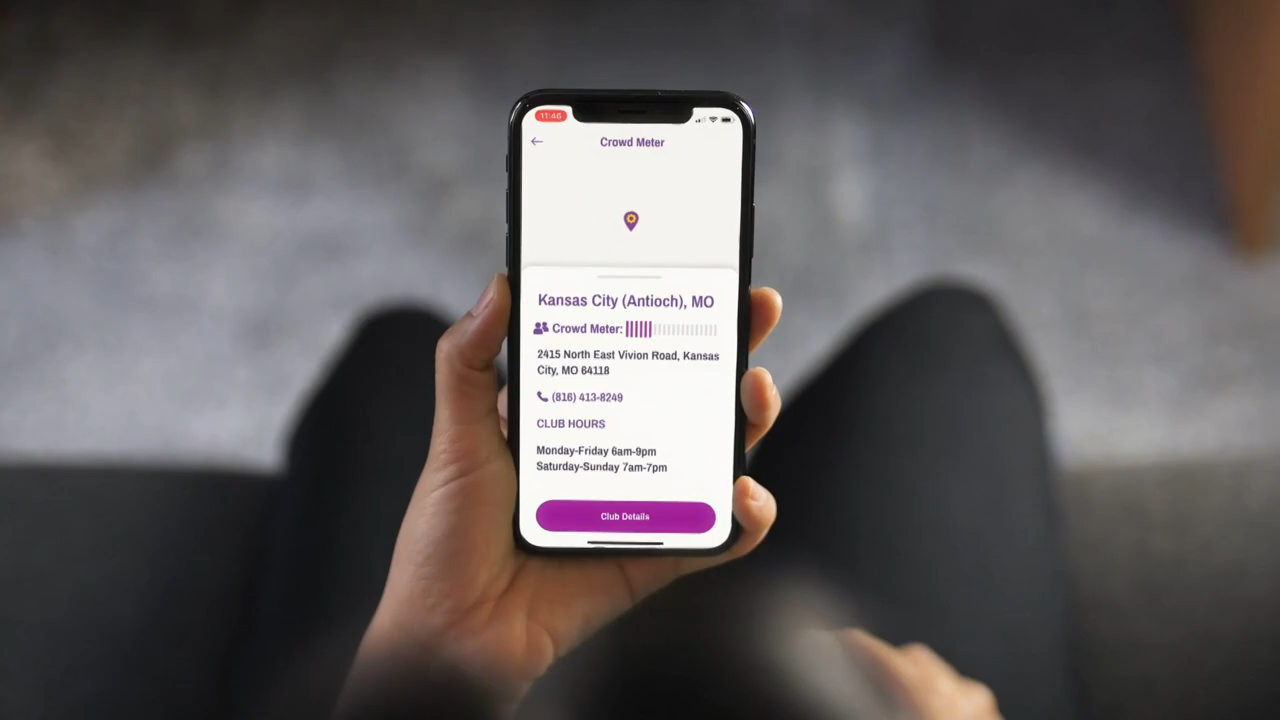 11:46
Crowd Meter
Kansas City (Antioch), MO
Crowd Meter:
2415 North East Vivion Road, Kansas
City, MO 64118
(816) 413-8249
CLUB HOURS
Monday-Friday 6am-9pm
Saturday-Sunday 7am-7pm
Club Details